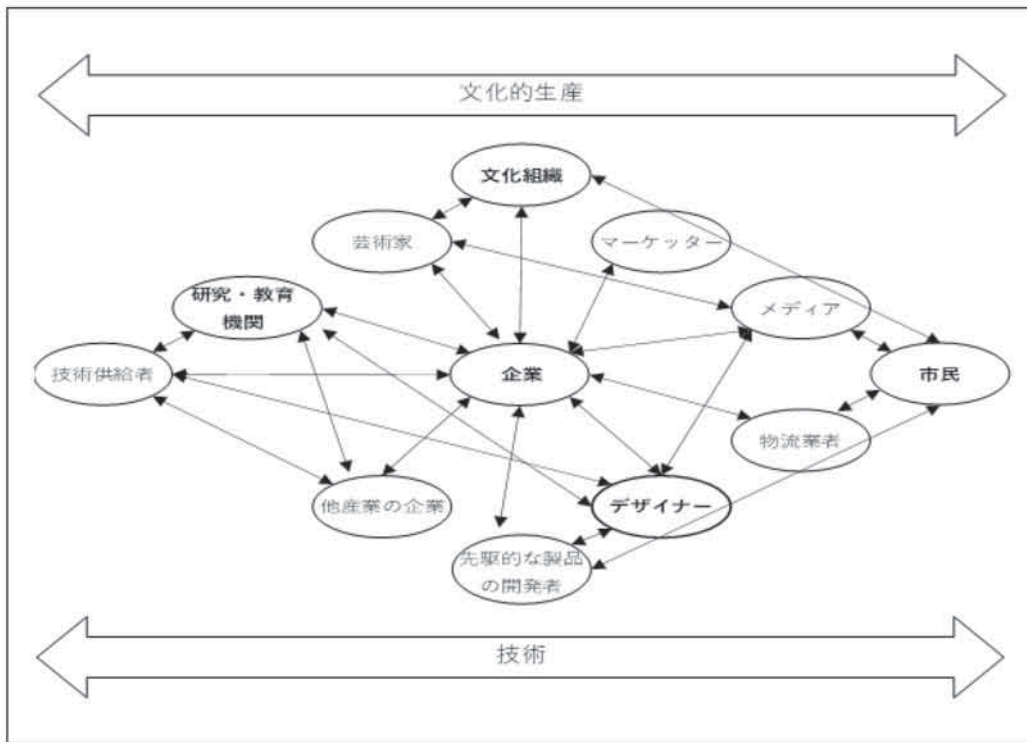 文化的生産
文化組織
芸術家
マーケッター
研究・教育
機関
メディア
技術供給者
企業
市民
物流業者
他産業の企業
デザイナー
先駆的な製品
の開発者
技術